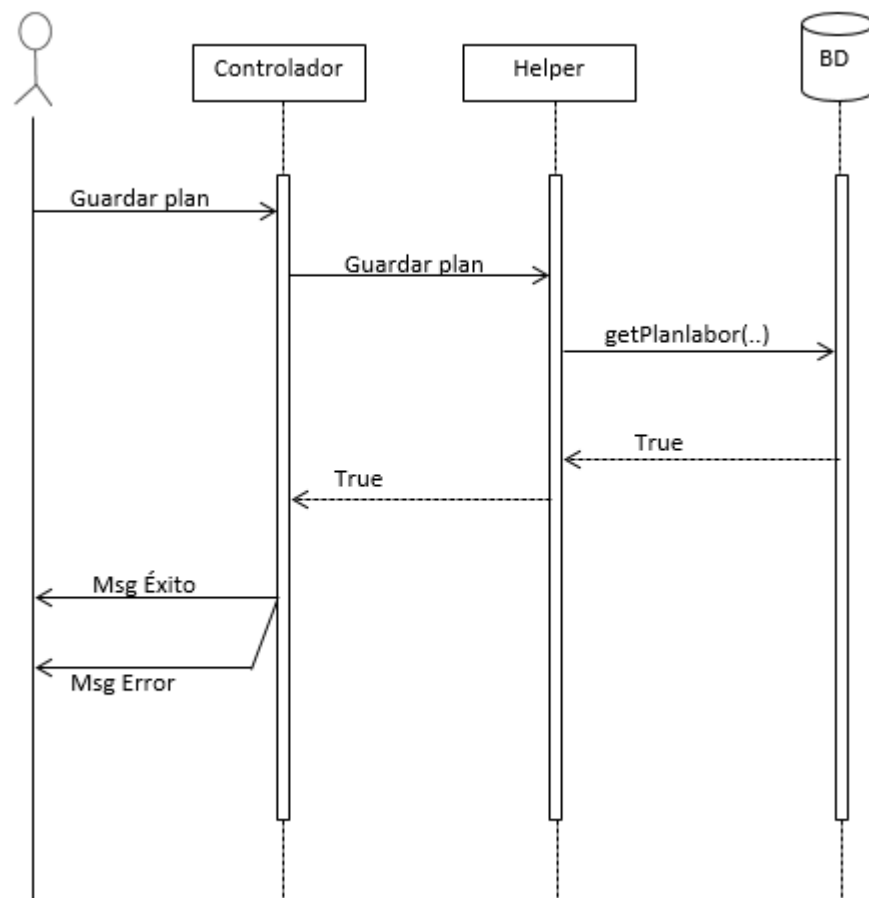 Controlador
Helper
BD
Guardar plan
Guardar plan
getPlanlabor(..)
True
True
Msg Éxito
Msg Error